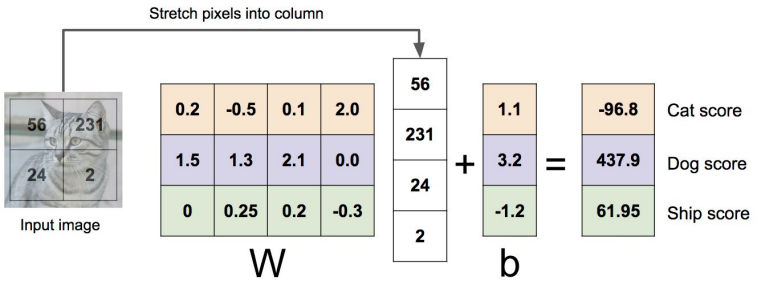 Stretch pixels into column
56 231
24 2
Input image
0.2 -0.5 0.1 2.0
1.5 1.3 2.1 0.0
0 0.25 0.2 -0.3
W
56
231
24
2
+
1.1
3.2
-1.2
b
=
-96.8 Cat score
437.9 Dog score
61.95 Ship score